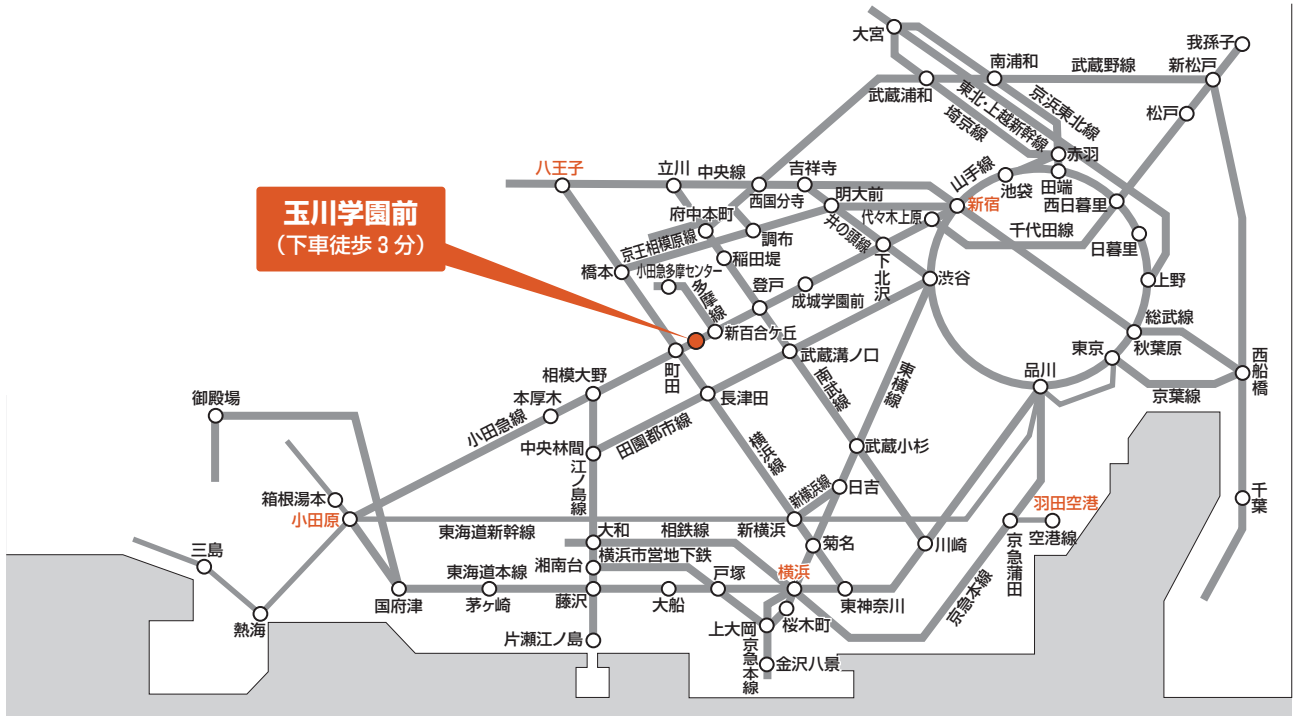 大宮
我孫子
南浦和
武蔵野線
新松戸
武蔵浦和
東北・上越新幹線
京浜東北線
埼京線
松戸
赤羽
八王子
立川
中央線
吉祥寺
山手線
池袋
田端
西国分寺
明大前
新宿
西日暮里
玉川学園前
(下車徒歩3分)
府中本町
代々木上原
千代田線
井の頭線
京王相模原線
調布
日暮里
橋本
小田急多摩センター
稲田堤
下北沢
渋谷
上野
多摩線
登戸
成城学園前
新百合ケ丘
総武線
秋葉原
東京
町田
武蔵溝ノ口
西船橋
相模大野
南武線
東横線
品川
京葉線
御殿場
本厚木
長津田
小田急線
中央林間
田園都市線
横浜線
武蔵小杉
江ノ島線
新横浜線
日吉
千葉
箱根湯本
小田原
羽田空港
東海道新幹線
大和
相鉄線
新横浜
空港線
京急蒲田
三島
湘南台
横浜市営地下鉄
菊名
川崎
東海道本線
戸塚
横浜
国府津
茅ヶ崎
藤沢
大船
東神奈川
京急本線
熱海
上大岡
桜木町
片瀬江ノ島
京急本線
金沢八景